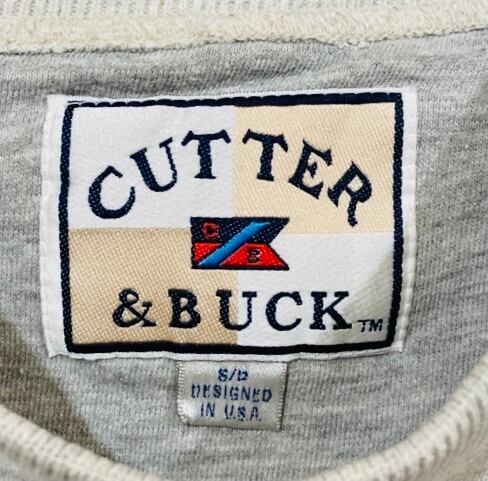 CUTTER
C
B
& BUCK™
S/P
DESIGNED
IN U.S.A